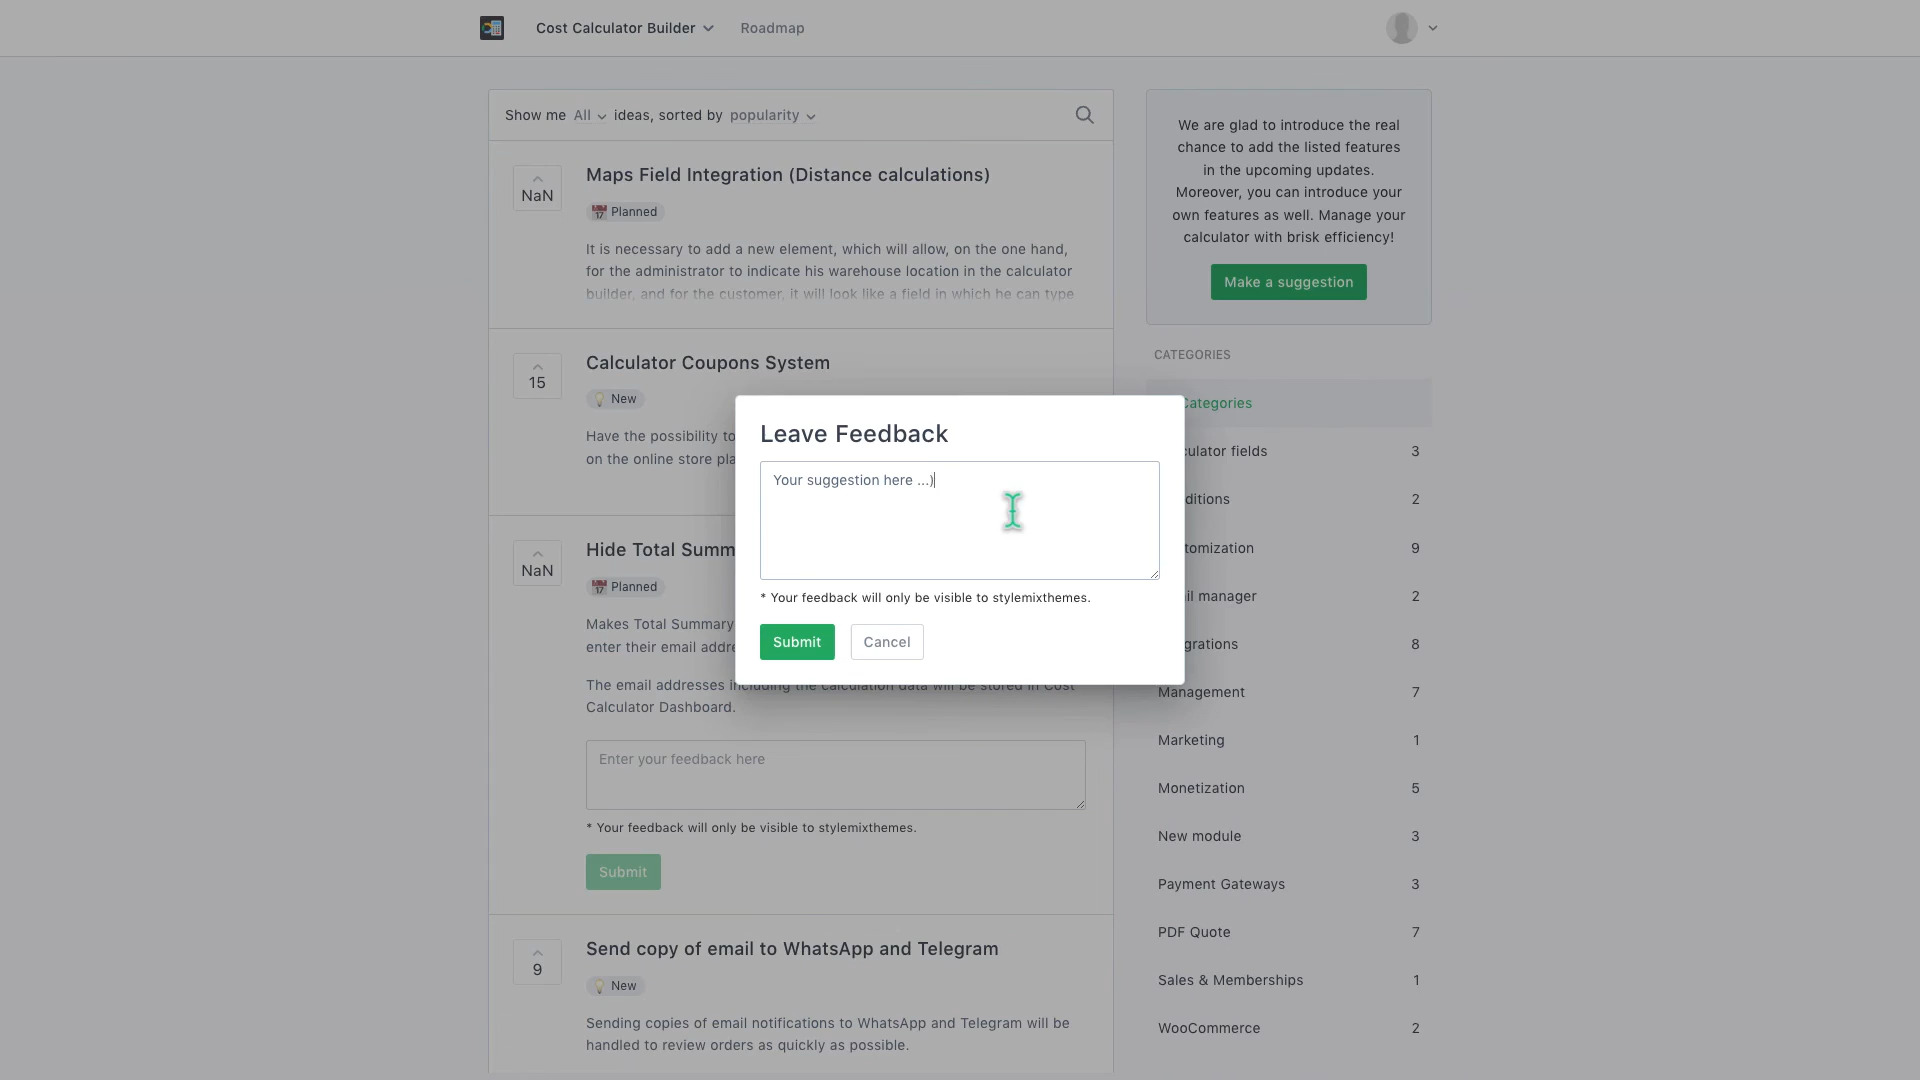 Cost Calculator Builder
Roadmap
Show me All ideas, sorted by popularity
NaN
Maps Field Integration (Distance calculations)
Planned
It is necessary to add a new element, which will allow, on the one hand,
for the administrator to indicate his warehouse location in the calculator
builder, and for the customer, it will look like a field in which he can type
15
Calculator Coupons System
New
Have the possibility to
on the online store pla
NaN
Hide Total Summ
Planned
Makes Total Summary
enter their email addre
The email addresses including the calculation data will be stored in Cost
Calculator Dashboard.
Enter your feedback here
* Your feedback will only be visible to stylemixthemes.
Submit
9
Send copy of email to WhatsApp and Telegram
New
Sending copies of email notifications to WhatsApp and Telegram will be
handled to review orders as quickly as possible.
Leave Feedback
Your suggestion here ...)
* Your feedback will only be visible to stylemixthemes.
Submit
Cancel
We are glad to introduce the real
chance to add the listed features
in the upcoming updates.
Moreover, you can introduce your
own features as well. Manage your
calculator with brisk efficiency!
Make a suggestion
CATEGORIES
Categories
culator fields 3
ditions 2
tomization 9
il manager 2
grations 8
Management 7
Marketing 1
Monetization 5
New module 3
Payment Gateways 3
PDF Quote 7
Sales & Memberships 1
WooCommerce 2